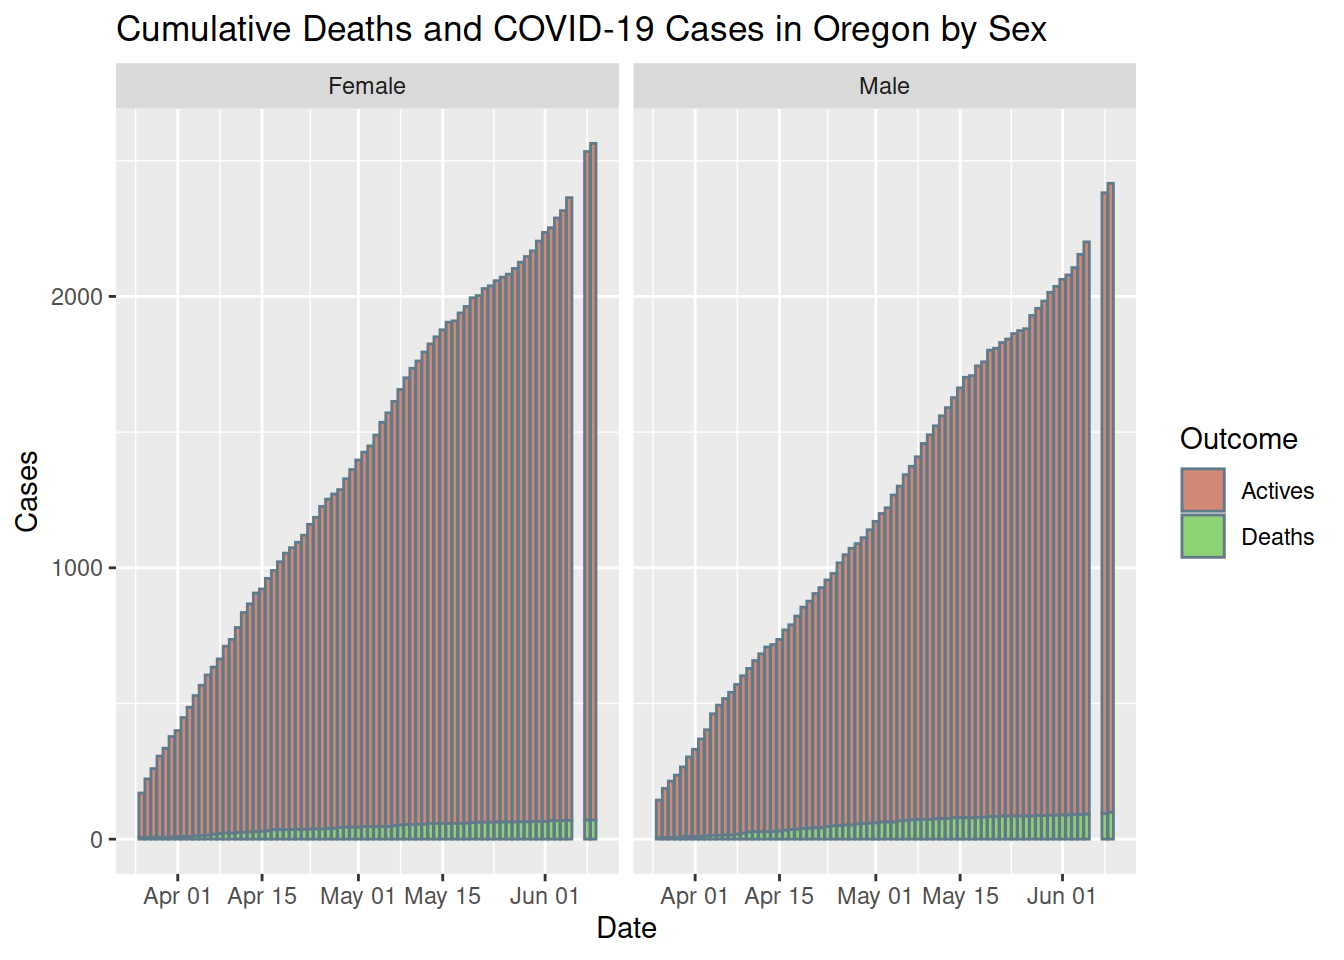 Cumulative Deaths and COVID-19 Cases in Oregon by Sex
Female
Male
Cases
2000
1000
0
Apr 01
Apr 15
May 01
May 15
Jun 01
Apr 01
Apr 15
May 01
May 15
Jun 01
Date
Outcome
Actives
Deaths